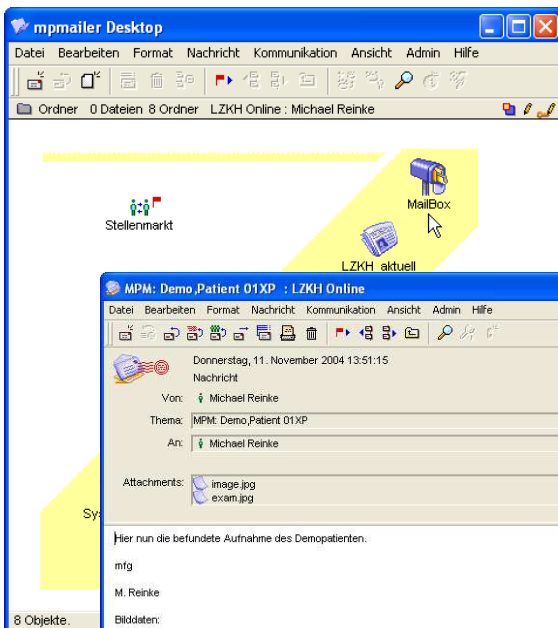 mpmailer Desktop
Datei Bearbeiten Format Nachricht Kommunikation Ansicht Admin Hilfe
Ordner 0 Dateien 8 Ordner LZKH Online : Michael Reinke
MailBox
Stellenmarkt
LZKH aktuell
MPM: Demo,Patient 01XP : LZKH Online
Datei Bearbeiten Format Nachricht Kommunikation Ansicht Admin Hilfe
Donnerstag, 11. November 2004 13:51:15
Nachricht
Von: Michael Reinke
Thema: MPM: Demo,Patient 01XP
An: Michael Reinke
Attachments: image.jpg
exam.jpg
Sy
Hier nun die befundete Aufnahme des Demopatienten.
mfg
M. Reinke
8 Objekte. Bilddaten: